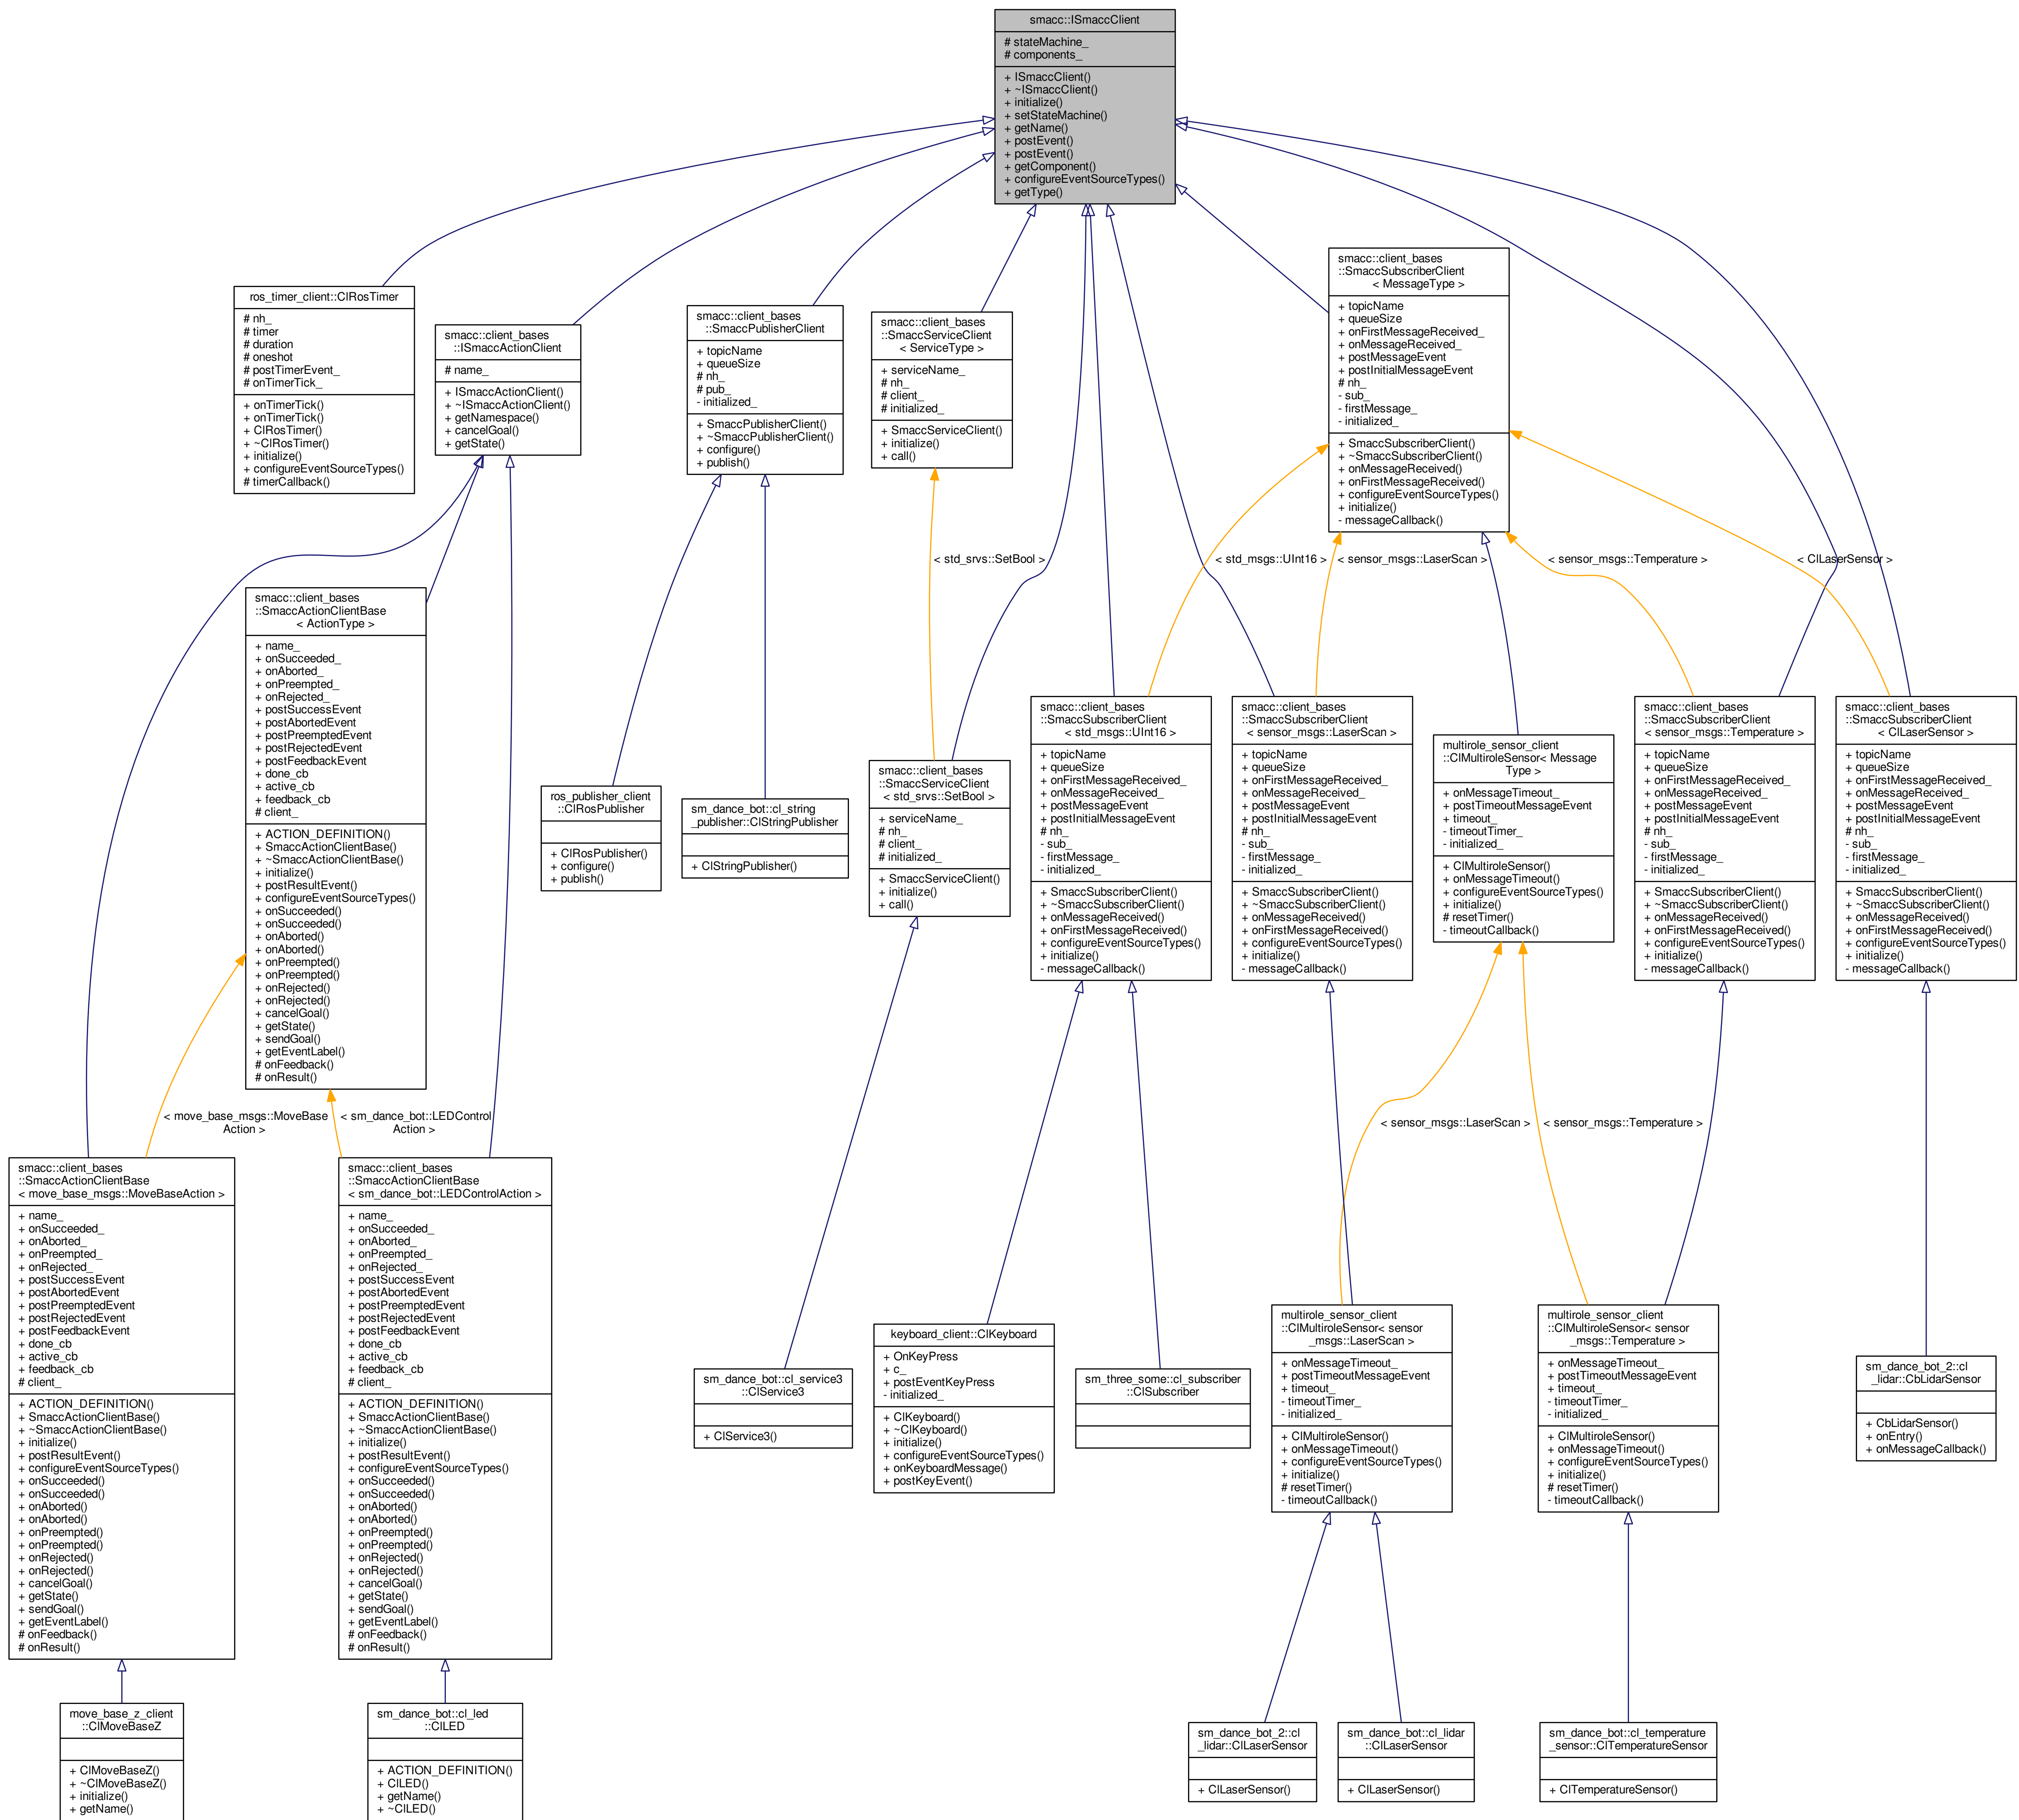 smacc::ISmaccClient
# stateMachine_
# components_
+ ISmaccClient()
+ ~ISmaccClient()
+ initialize()
+ setStateMachine()
+ getName()
+ postEvent()
+ postEvent()
+ getComponent()
+ configureEventSourceTypes()
+ getType()
ros_timer_client::ClRosTimer
# nh_
# timer
# duration
# oneshot
# postTimerEvent_
# onTimerTick_
+ onTimerTick()
+ onTimerTick()
+ ClRosTimer()
+ ~ClRosTimer()
+ initialize()
+ configureEventSourceTypes()
# timerCallback()
smacc::client_bases
::ISmaccActionClient
# name_
+ ISmaccActionClient()
+ ~ISmaccActionClient()
+ getNamespace()
+ cancelGoal()
+ getState()
smacc::client_bases
::SmaccPublisherClient
+ topicName
+ queueSize
# nh_
# pub_
- initialized_
+ SmaccPublisherClient()
+ ~SmaccPublisherClient()
+ configure()
+ publish()
smacc::client_bases
::SmaccServiceClient
< ServiceType >
+ serviceName_
# nh_
# client_
# initialized_
+ SmaccServiceClient()
+ initialize()
+ call()
smacc::client_bases
::SmaccSubscriberClient
< MessageType >
+ topicName
+ queueSize
+ onFirstMessageReceived_
+ onMessageReceived_
+ postMessageEvent
+ postInitialMessageEvent
# nh_
- sub_
- firstMessage_
- initialized_
+ SmaccSubscriberClient()
+ ~SmaccSubscriberClient()
+ onMessageReceived()
+ onFirstMessageReceived()
+ configureEventSourceTypes()
+ initialize()
- messageCallback()
< std_srvs::SetBool >
< std_msgs::UInt16 >
< sensor_msgs::LaserScan >
< sensor_msgs::Temperature >
< ClLaserSensor >
smacc::client_bases
::SmaccActionClientBase
< ActionType >
+ name_
+ onSucceeded_
+ onAborted_
+ onPreempted_
+ onRejected_
+ postSuccessEvent
+ postAbortedEvent
+ postPreemptedEvent
+ postRejectedEvent
+ postFeedbackEvent
+ done_cb
+ active_cb
+ feedback_cb
# client_
+ ACTION_DEFINITION()
+ SmaccActionClientBase()
+ ~SmaccActionClientBase()
+ initialize()
+ postResultEvent()
+ configureEventSourceTypes()
+ onSucceeded()
+ onSucceeded()
+ onAborted()
+ onAborted()
+ onPreempted()
+ onPreempted()
+ onRejected()
+ onRejected()
+ cancelGoal()
+ getState()
+ sendGoal()
+ getEventLabel()
# onFeedback()
# onResult()
ros_publisher_client
::ClRosPublisher
+ ClRosPublisher()
+ configure()
+ publish()
sm_dance_bot::cl_string
_publisher::ClStringPublisher
+ ClStringPublisher()
smacc::client_bases
::SmaccServiceClient
< std_srvs::SetBool >
+ serviceName_
# nh_
# client_
# initialized_
+ SmaccServiceClient()
+ initialize()
+ call()
smacc::client_bases
::SmaccSubscriberClient
< std_msgs::UInt16 >
+ topicName
+ queueSize
+ onFirstMessageReceived_
+ onMessageReceived_
+ postMessageEvent
+ postInitialMessageEvent
# nh_
- sub_
- firstMessage_
- initialized_
+ SmaccSubscriberClient()
+ ~SmaccSubscriberClient()
+ onMessageReceived()
+ onFirstMessageReceived()
+ configureEventSourceTypes()
+ initialize()
- messageCallback()
smacc::client_bases
::SmaccSubscriberClient
< sensor_msgs::LaserScan >
+ topicName
+ queueSize
+ onFirstMessageReceived_
+ onMessageReceived_
+ postMessageEvent
+ postInitialMessageEvent
# nh_
- sub_
- firstMessage_
- initialized_
+ SmaccSubscriberClient()
+ ~SmaccSubscriberClient()
+ onMessageReceived()
+ onFirstMessageReceived()
+ configureEventSourceTypes()
+ initialize()
- messageCallback()
multirole_sensor_client
::ClMultiroleSensor< Message
Type >
+ onMessageTimeout_
+ postTimeoutMessageEvent
+ timeout_
- timeoutTimer_
- initialized_
+ ClMultiroleSensor()
+ onMessageTimeout()
+ configureEventSourceTypes()
+ initialize()
# resetTimer()
- timeoutCallback()
smacc::client_bases
::SmaccSubscriberClient
< sensor_msgs::Temperature >
+ topicName
+ queueSize
+ onFirstMessageReceived_
+ onMessageReceived_
+ postMessageEvent
+ postInitialMessageEvent
# nh_
- sub_
- firstMessage_
- initialized_
+ SmaccSubscriberClient()
+ ~SmaccSubscriberClient()
+ onMessageReceived()
+ onFirstMessageReceived()
+ configureEventSourceTypes()
+ initialize()
- messageCallback()
smacc::client_bases
::SmaccSubscriberClient
< ClLaserSensor >
+ topicName
+ queueSize
+ onFirstMessageReceived_
+ onMessageReceived_
+ postMessageEvent
+ postInitialMessageEvent
# nh_
- sub_
- firstMessage_
- initialized_
+ SmaccSubscriberClient()
+ ~SmaccSubscriberClient()
+ onMessageReceived()
+ onFirstMessageReceived()
+ configureEventSourceTypes()
+ initialize()
- messageCallback()
< move_base_msgs::MoveBase
Action >
< sm_dance_bot::LEDControl
Action >
< sensor_msgs::LaserScan >
< sensor_msgs::Temperature >
smacc::client_bases
::SmaccActionClientBase
< move_base_msgs::MoveBaseAction >
+ name_
+ onSucceeded_
+ onAborted_
+ onPreempted_
+ onRejected_
+ postSuccessEvent
+ postAbortedEvent
+ postPreemptedEvent
+ postRejectedEvent
+ postFeedbackEvent
+ done_cb
+ active_cb
+ feedback_cb
# client_
+ ACTION_DEFINITION()
+ SmaccActionClientBase()
+ ~SmaccActionClientBase()
+ initialize()
+ postResultEvent()
+ configureEventSourceTypes()
+ onSucceeded()
+ onSucceeded()
+ onAborted()
+ onAborted()
+ onPreempted()
+ onPreempted()
+ onRejected()
+ onRejected()
+ cancelGoal()
+ getState()
+ sendGoal()
+ getEventLabel()
# onFeedback()
# onResult()
smacc::client_bases
::SmaccActionClientBase
< sm_dance_bot::LEDControlAction >
+ name_
+ onSucceeded_
+ onAborted_
+ onPreempted_
+ onRejected_
+ postSuccessEvent
+ postAbortedEvent
+ postPreemptedEvent
+ postRejectedEvent
+ postFeedbackEvent
+ done_cb
+ active_cb
+ feedback_cb
# client_
+ ACTION_DEFINITION()
+ SmaccActionClientBase()
+ ~SmaccActionClientBase()
+ initialize()
+ postResultEvent()
+ configureEventSourceTypes()
+ onSucceeded()
+ onSucceeded()
+ onAborted()
+ onAborted()
+ onPreempted()
+ onPreempted()
+ onRejected()
+ onRejected()
+ cancelGoal()
+ getState()
+ sendGoal()
+ getEventLabel()
# onFeedback()
# onResult()
sm_dance_bot::cl_service3
::ClService3
+ ClService3()
keyboard_client::ClKeyboard
+ OnKeyPress
+ c_
+ postEventKeyPress
- initialized_
+ ClKeyboard()
+ ~ClKeyboard()
+ initialize()
+ configureEventSourceTypes()
+ onKeyboardMessage()
+ postKeyEvent()
sm_three_some::cl_subscriber
::ClSubscriber
multirole_sensor_client
::ClMultiroleSensor< sensor
_msgs::LaserScan >
+ onMessageTimeout_
+ postTimeoutMessageEvent
+ timeout_
- timeoutTimer_
- initialized_
+ ClMultiroleSensor()
+ onMessageTimeout()
+ configureEventSourceTypes()
+ initialize()
# resetTimer()
- timeoutCallback()
multirole_sensor_client
::ClMultiroleSensor< sensor
_msgs::Temperature >
+ onMessageTimeout_
+ postTimeoutMessageEvent
+ timeout_
- timeoutTimer_
- initialized_
+ ClMultiroleSensor()
+ onMessageTimeout()
+ configureEventSourceTypes()
+ initialize()
# resetTimer()
- timeoutCallback()
sm_dance_bot_2::cl
_lidar::CbLidarSensor
+ CbLidarSensor()
+ onEntry()
+ onMessageCallback()
move_base_z_client
::ClMoveBaseZ
+ ClMoveBaseZ()
+ ~ClMoveBaseZ()
+ initialize()
+ getName()
sm_dance_bot::cl_led
::ClLED
+ ACTION_DEFINITION()
+ ClLED()
+ getName()
+ ~ClLED()
sm_dance_bot_2::cl
_lidar::ClLaserSensor
+ ClLaserSensor()
sm_dance_bot::cl_lidar
::ClLaserSensor
+ ClLaserSensor()
sm_dance_bot::cl_temperature
_sensor::ClTemperatureSensor
+ ClTemperatureSensor()